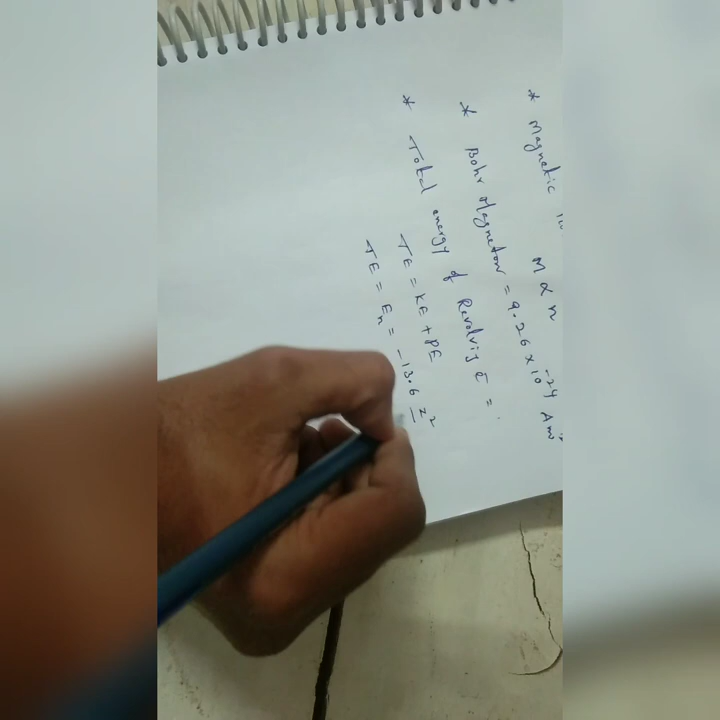 * Magnetic
M ∝ n
* Bohr Magneton = 9.26 × 10⁻²⁴ Am²
* Total energy of Revolvig e̅ =
TE = KE + PE
TE = Eₙ = -13.6 z²